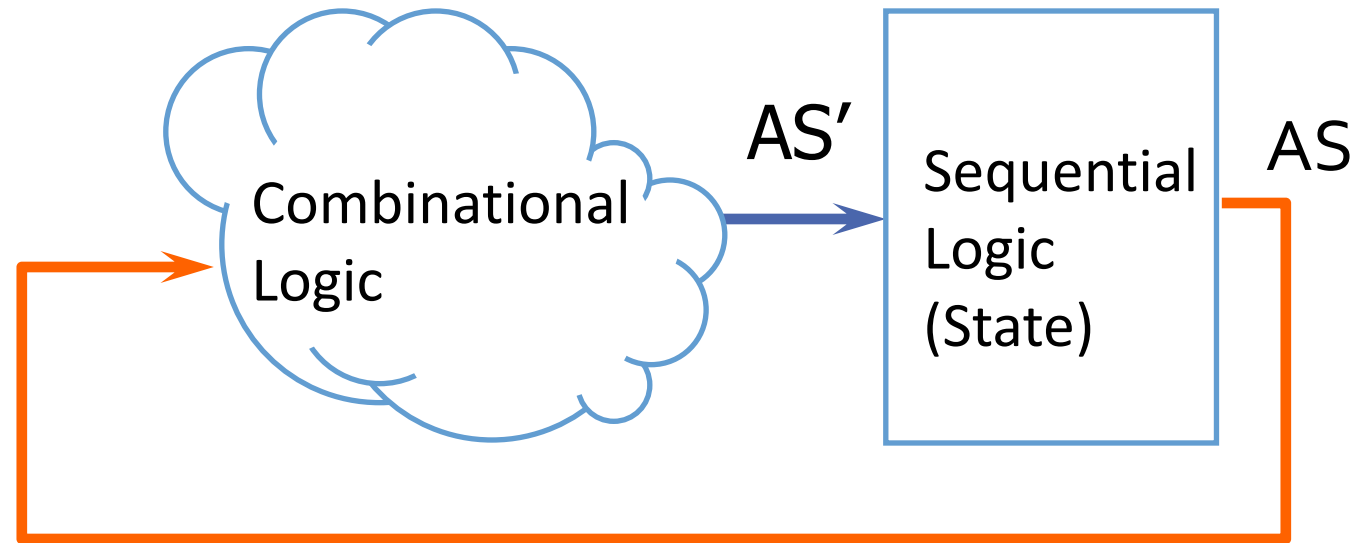 Combinational
Logic
AS’
Sequential
Logic
(State)
AS